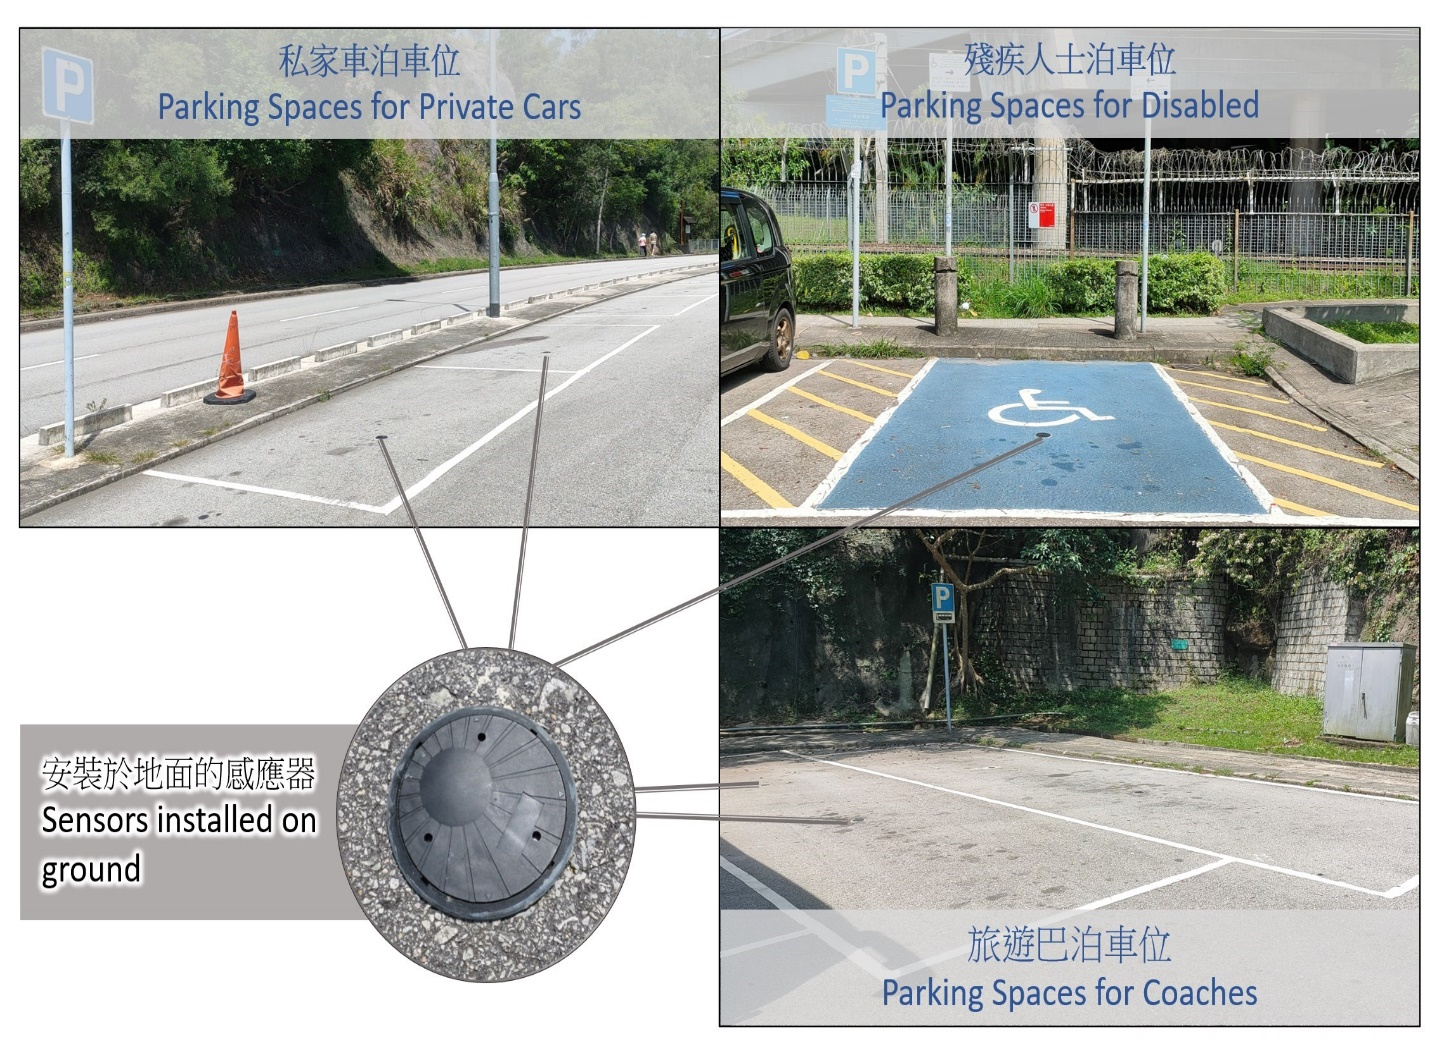 私家車泊車位
Parking Spaces for Private Cars
P
殘疾人士泊車位
Parking Spaces for Disabled
P
安裝於地面的感應器
Sensors installed on
ground
P
旅遊巴泊車位
Parking Spaces for Coaches